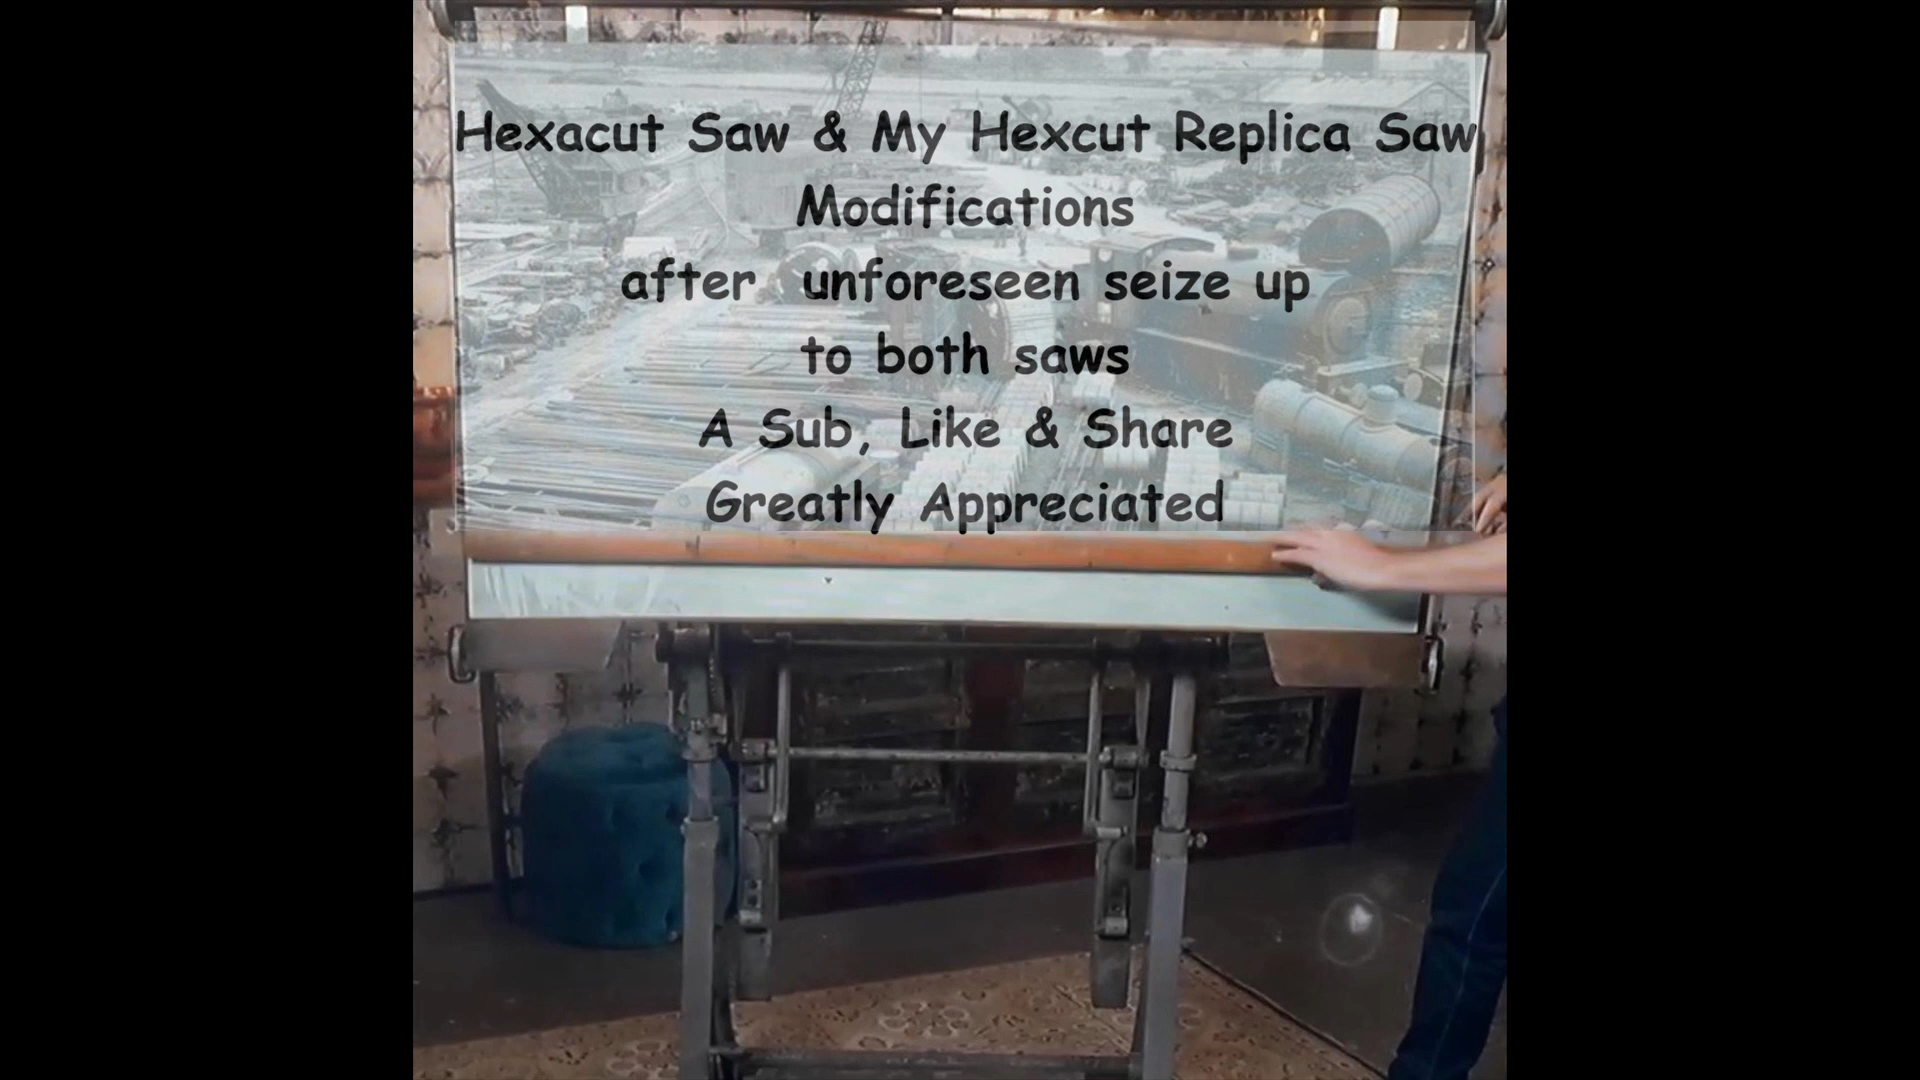 Hexacut Saw & My Hexcut Replica Saw
Modifications
after unforeseen seize up
to both saws
A Sub, Like & Share
Greatly Appreciated